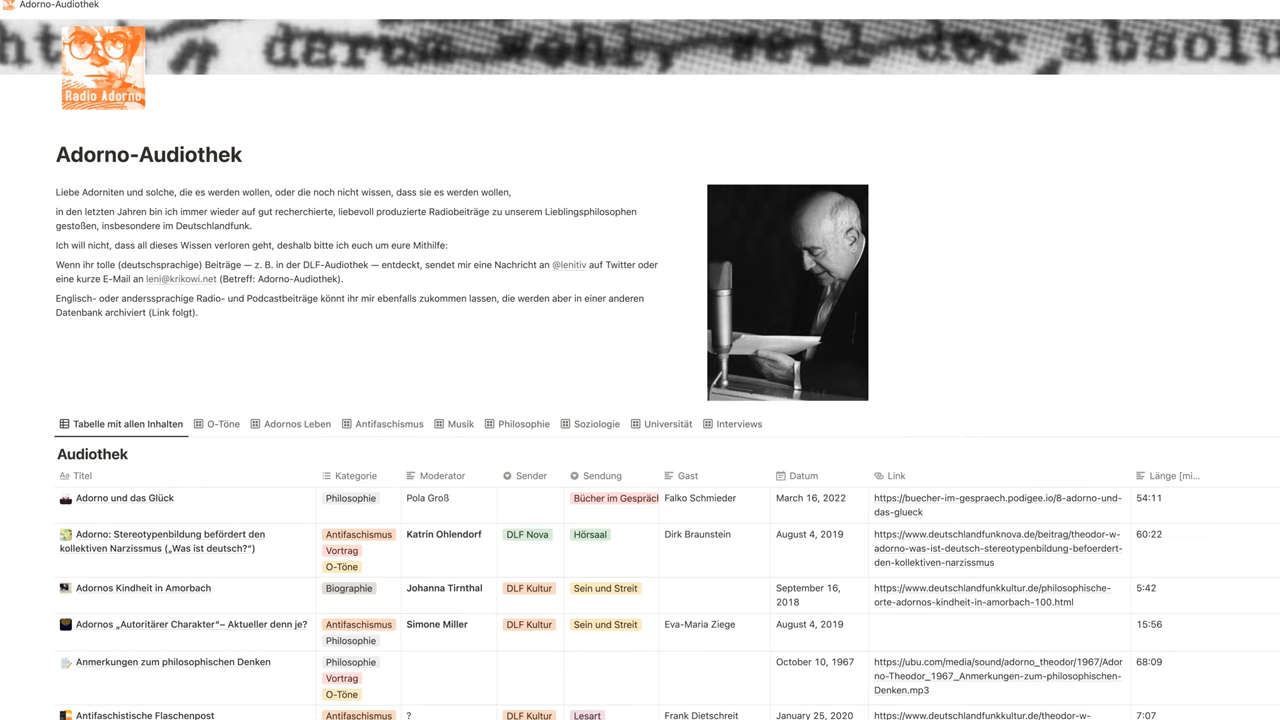 Adorno-Audiothek
darum wohl, weil der absolu
Radio Adorno
Adorno-Audiothek
Liebe Adorniten und solche, die es werden wollen, oder die noch nicht wissen, dass sie es werden wollen,
in den letzten Jahren bin ich immer wieder auf gut recherchierte, liebevoll produzierte Radiobeiträge zu unserem Lieblingsphilosophen
gestoßen, insbesondere im Deutschlandfunk.
Ich will nicht, dass all dieses Wissen verloren geht, deshalb bitte ich euch um eure Mithilfe:
Wenn ihr tolle (deutschsprachige) Beiträge — z. B. in der DLF-Audiothek — entdeckt, sendet mir eine Nachricht an @lenitiv auf Twitter oder
eine kurze E-Mail an leni@krikowi.net (Betreff: Adorno-Audiothek).
Englisch- oder anderssprachige Radio- und Podcastbeiträge könnt ihr mir ebenfalls zukommen lassen, die werden aber in einer anderen
Datenbank archiviert (Link folgt).
Tabelle mit allen Inhalten O-Töne Adornos Leben Antifaschismus Musik Philosophie Soziologie Universität Interviews
Audiothek
Aa Titel Kategorie Moderator Sender Sendung Gast Datum Link Länge [mi...
Adorno und das Glück Philosophie Pola Groß Bücher im Gespräch Falko Schmieder March 16, 2022 https://buecher-im-gespraech.podigee.io/8-adorno-und- 54:11
das-glueck
Adorno: Stereotypenbildung befördert den Antifaschismus Katrin Ohlendorf DLF Nova Hörsaal Dirk Braunstein August 4, 2019 https://www.deutschlandfunknova.de/beitrag/theodor-w- 60:22
kollektiven Narzissmus („Was ist deutsch?“) Vortrag adorno-was-ist-deutsch-stereotypenbildung-befoerdert-
O-Töne den-kollektiven-narzissmus
Adornos Kindheit in Amorbach Biographie Johanna Tirnthal DLF Kultur Sein und Streit September 16, https://www.deutschlandfunkkultur.de/philosophische- 5:42
2018 orte-adornos-kindheit-in-amorbach-100.html
Adornos „Autoritärer Charakter“– Aktueller denn je? Antifaschismus Simone Miller DLF Kultur Sein und Streit Eva-Maria Ziege August 4, 2019 15:56
Philosophie
Anmerkungen zum philosophischen Denken Philosophie October 10, 1967 https://ubu.com/media/sound/adorno_theodor/1967/Ador 68:09
Vortrag no-Theodor_1967_Anmerkungen-zum-philosophischen-
O-Töne Denken.mp3
Antifaschistische Flaschenpost Antifaschismus ? DLF Kultur Lesart Frank Dietschreit January 25, 2020 https://www.deutschlandfunkkultur.de/theodor-w- 7:07